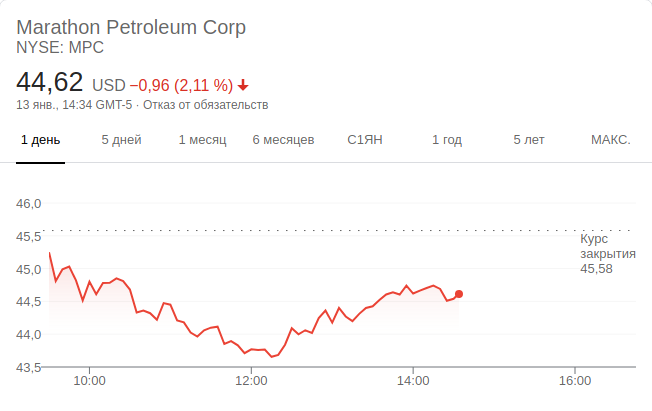 Marathon Petroleum Corp
NYSE: MPC
44,62 USD −0,96 (2,11 %)
13 янв., 14:34 GMT-5 · Отказ от обязательств
1 день 5 дней 1 месяц 6 месяцев С1ЯН 1 год 5 лет МАКС.
46,0
45,5
Курс
закрытия
45,58
45,0
44,5
44,0
43,5
10:00 12:00 14:00 16:00